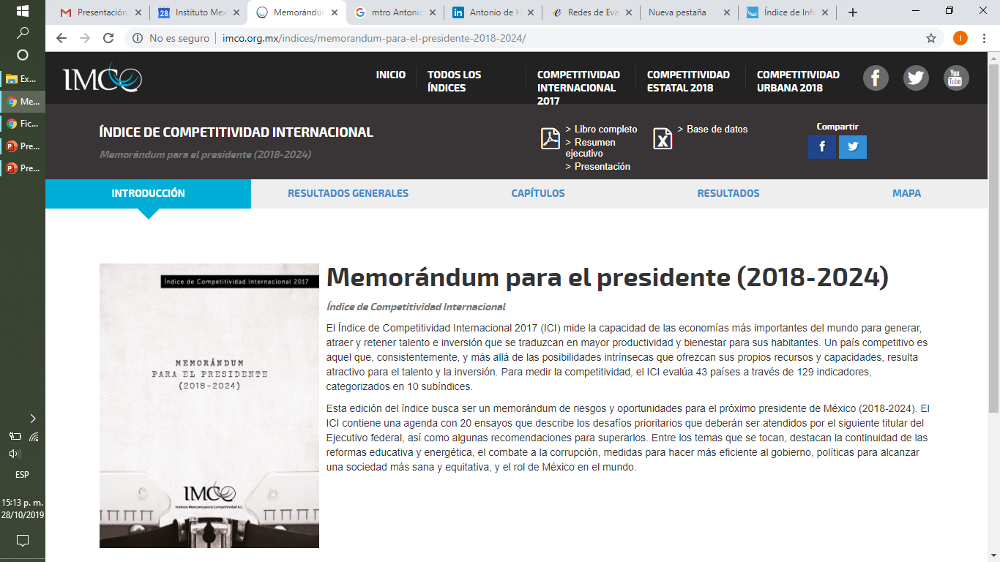 Presentación
Instituto Mex
Memorándum
mtro Antonio
Antonio de H
Redes de Eva
Nueva pestaña
Índice de Info
No es seguro | imco.org.mx/indices/memorandum-para-el-presidente-2018-2024/
Ex...
Me...
Fic...
Pre...
Pre...
ESP
15:13 p. m.
28/10/2019
IMCO
INICIO
TODOS LOS
ÍNDICES
COMPETITIVIDAD
INTERNACIONAL
2017
COMPETITIVIDAD
ESTATAL 2018
COMPETITIVIDAD
URBANA 2018
You
Tube
ÍNDICE DE COMPETITIVIDAD INTERNACIONAL
Memorándum para el presidente (2018-2024)
> Libro completo
> Resumen
ejecutivo
> Presentación
> Base de datos
Compartir
INTRODUCCIÓN
RESULTADOS GENERALES
CAPÍTULOS
RESULTADOS
MAPA
Índice de Competitividad Internacional 2017
MEMORÁNDUM
PARA EL PRESIDENTE
(2018-2024)
IMCO
Instituto Mexicano para la Competitividad A.C.
Memorándum para el presidente (2018-2024)
Índice de Competitividad Internacional
El Índice de Competitividad Internacional 2017 (ICI) mide la capacidad de las economías más importantes del mundo para generar,
atraer y retener talento e inversión que se traduzcan en mayor productividad y bienestar para sus habitantes. Un país competitivo es
aquel que, consistentemente, y más allá de las posibilidades intrínsecas que ofrezcan sus propios recursos y capacidades, resulta
atractivo para el talento y la inversión. Para medir la competitividad, el ICI evalúa 43 países a través de 129 indicadores,
categorizados en 10 subíndices.
Esta edición del índice busca ser un memorándum de riesgos y oportunidades para el próximo presidente de México (2018-2024). El
ICI contiene una agenda con 20 ensayos que describe los desafíos prioritarios que deberán ser atendidos por el siguiente titular del
Ejecutivo federal, así como algunas recomendaciones para superarlos. Entre los temas que se tocan, destacan la continuidad de las
reformas educativa y energética, el combate a la corrupción, medidas para hacer más eficiente al gobierno, políticas para alcanzar
una sociedad más sana y equitativa, y el rol de México en el mundo.